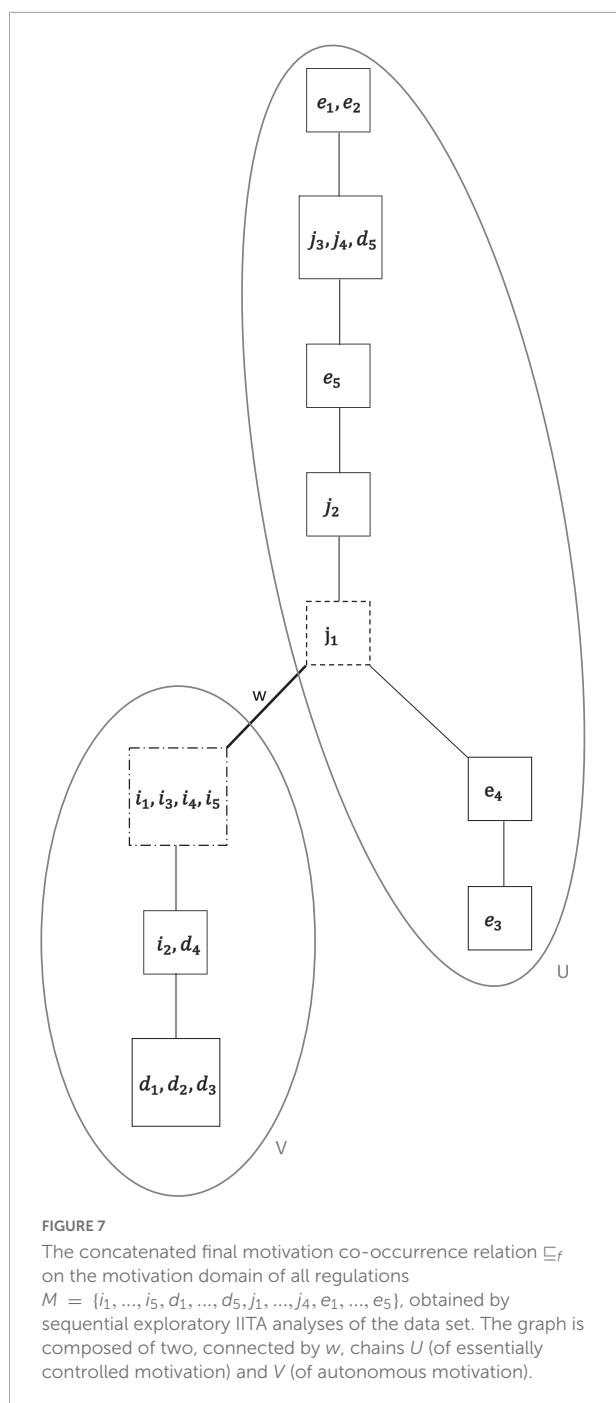 e₁, e₂
j₃, j₄, d₅
e₅
j₂
j₁
w
i₁, i₃, i₄, i₅
e₄
i₂, d₄
e₃
U
d₁, d₂, d₃
V
FIGURE 7
The concatenated final motivation co-occurrence relation ⊑f
on the motivation domain of all regulations
M = {i₁, ..., i₅, d₁, ..., d₅, j₁, ..., j₄, e₁, ..., e₅}, obtained by
sequential exploratory IITA analyses of the data set. The graph is
composed of two, connected by w, chains U (of essentially
controlled motivation) and V (of autonomous motivation).